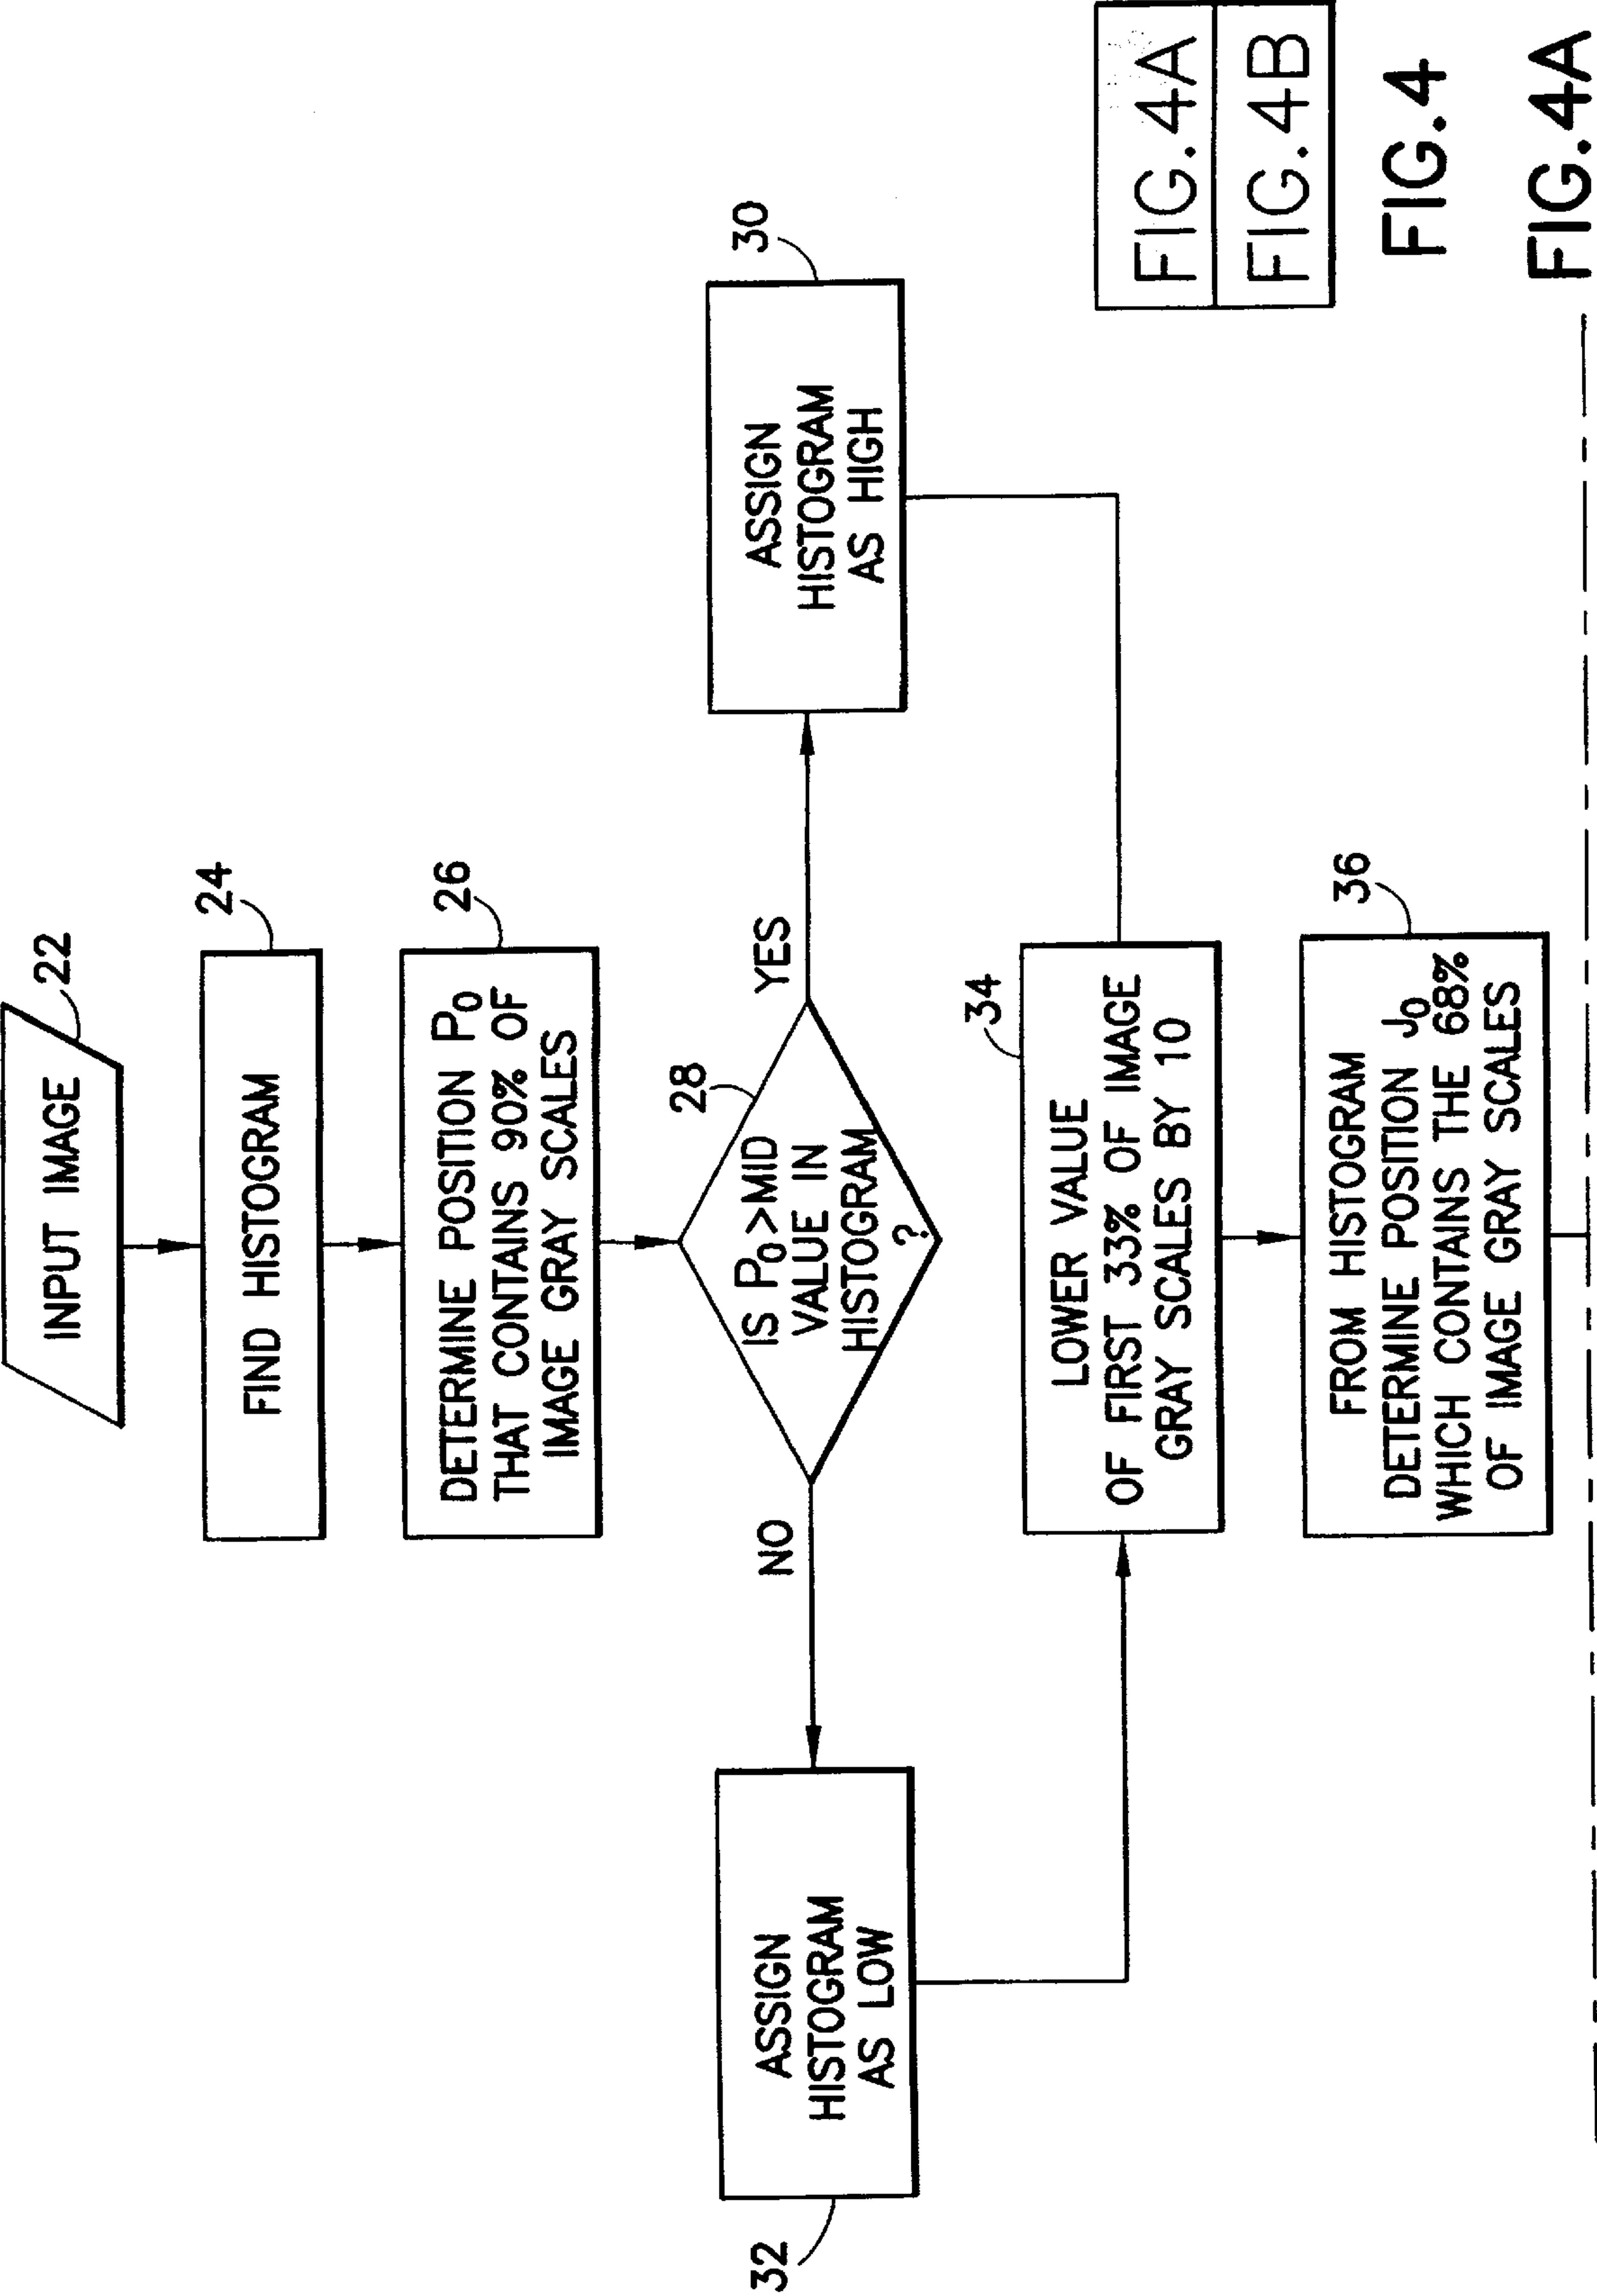 INPUT IMAGE
22
FIND HISTOGRAM
24
DETERMINE POSITION P0
THAT CONTAINS 90% OF
IMAGE GRAY SCALES
26
28
IS P0>MID
VALUE IN
HISTOGRAM
?
NO
YES
ASSIGN
HISTOGRAM
AS LOW
32
ASSIGN
HISTOGRAM
AS HIGH
30
34
LOWER VALUE
OF FIRST 33% OF IMAGE
GRAY SCALES BY 10
FROM HISTOGRAM
DETERMINE POSITION J0
WHICH CONTAINS THE 68%
OF IMAGE GRAY SCALES
36
FIG.4A
FIG.4B
FIG.4
FIG.4A